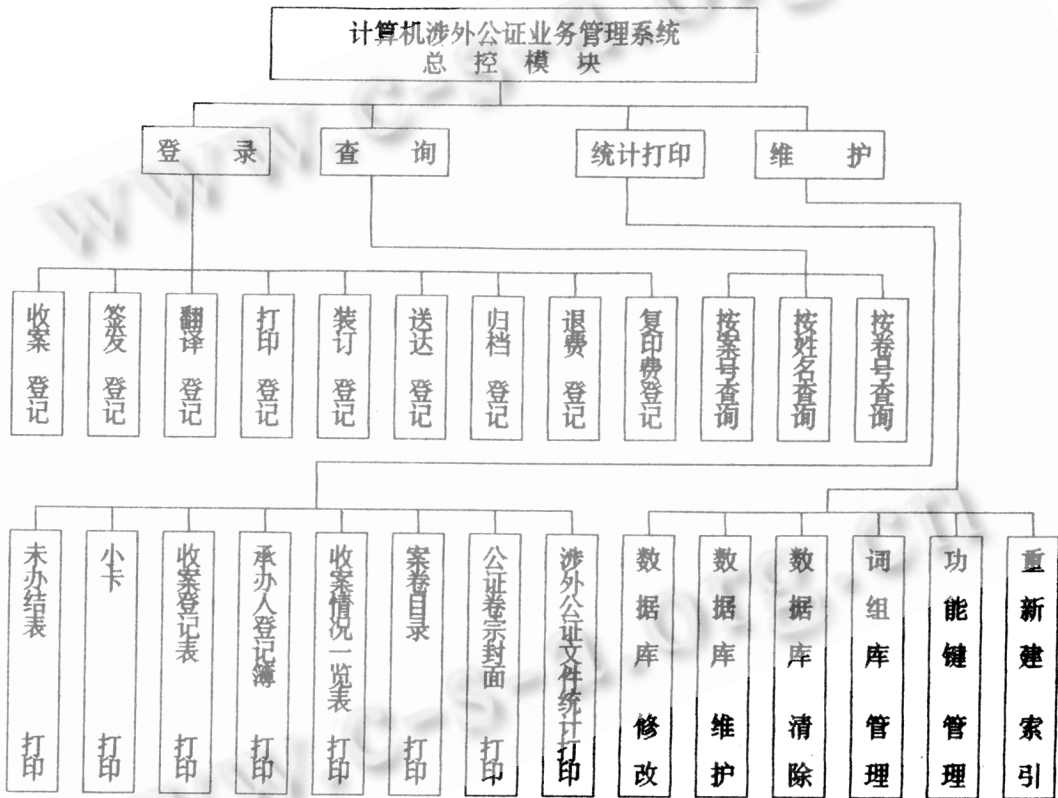 计算机涉外公证业务管理系统
总控模块
登录
查询
统计打印
维护
收案登记
签发登记
翻译登记
打印登记
装订登记
送达登记
归档登记
退费登记
复印费登记
按案号查询
按姓名查询
按卷号查询
未办结表打印
小卡打印
收案登记表打印
承办人登记簿打印
收案情况一览表打印
案卷目录打印
公证卷宗封面打印
涉外公证文件统计打印
数据库修改
数据库维护
数据库清除
词组库管理
功能键管理
重新建索引
www.c-s-a.org.cn
www.c-s-a.org.cn